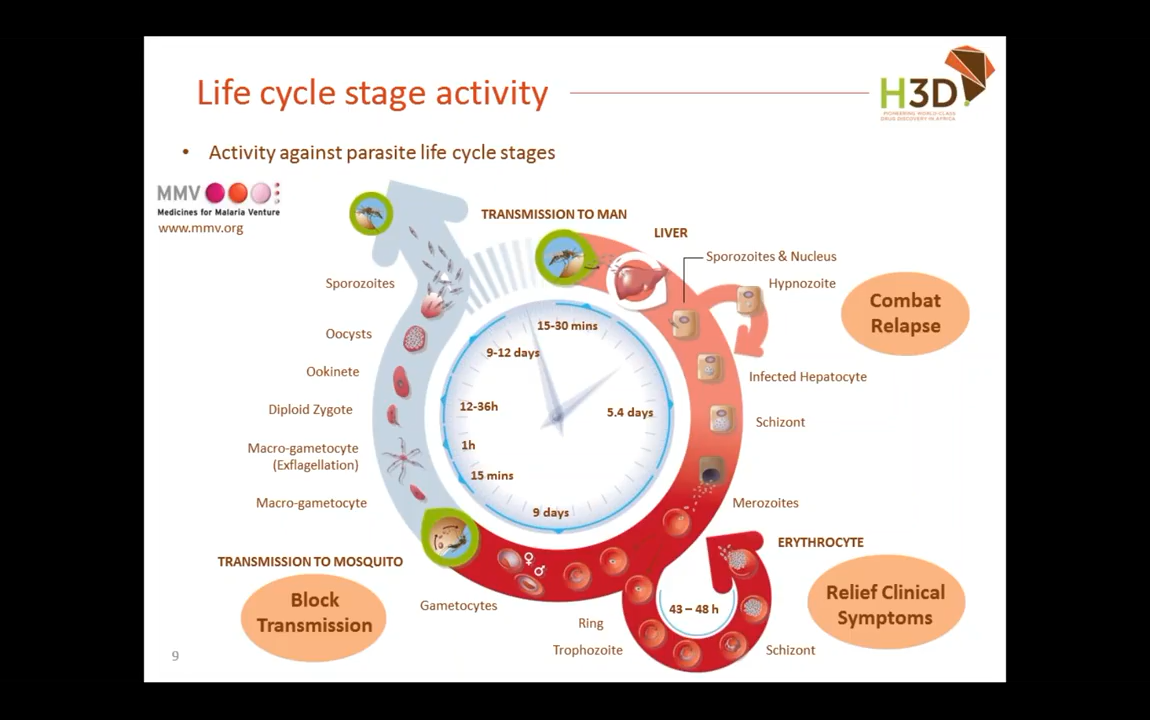 Life cycle stage activity
H3D
PIONEERING WORLD-CLASS
DRUG DISCOVERY IN AFRICA
• Activity against parasite life cycle stages
MMV
Medicines for Malaria Venture
www.mmv.org
TRANSMISSION TO MAN
LIVER
Sporozoites & Nucleus
Hypnozoite
Combat
Relapse
Sporozoites
Oocysts
Ookinete
Diploid Zygote
Macro-gametocyte
(Exflagellation)
Macro-gametocyte
15-30 mins
9-12 days
12-36h
5.4 days
1h
15 mins
9 days
Infected Hepatocyte
Schizont
Merozoites
ERYTHROCYTE
TRANSMISSION TO MOSQUITO
Block
Transmission
♀
♂
Gametocytes
43 – 48 h
Relief Clinical
Symptoms
Ring
Trophozoite
Schizont
9